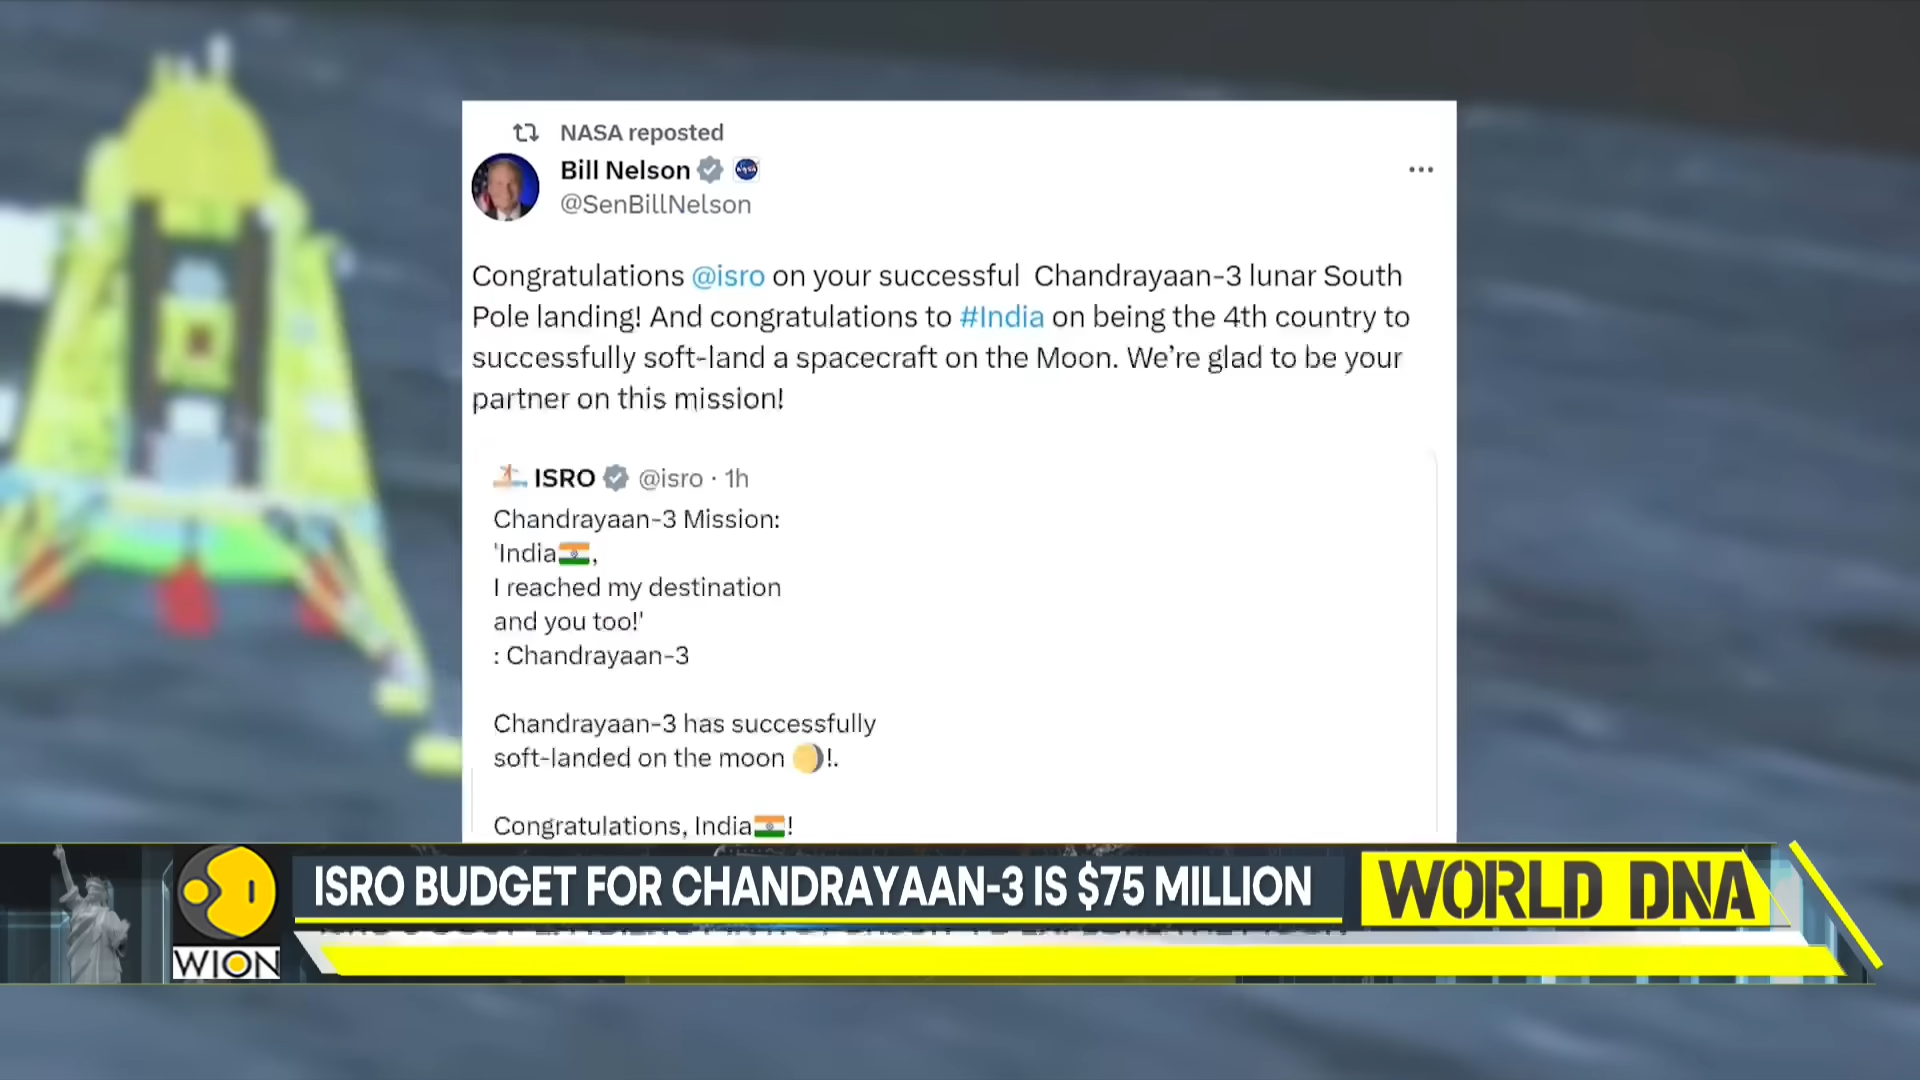 NASA reposted
Bill Nelson
@SenBillNelson
Congratulations @isro on your successful Chandrayaan-3 lunar South
Pole landing! And congratulations to #India on being the 4th country to
successfully soft-land a spacecraft on the Moon. We’re glad to be your
partner on this mission!
ISRO @isro · 1h
Chandrayaan-3 Mission:
'India🇮🇳,
I reached my destination
and you too!'
: Chandrayaan-3
Chandrayaan-3 has successfully
soft-landed on the moon 🌖!.
Congratulations, India🇮🇳!
ISRO BUDGET FOR CHANDRAYAAN-3 IS $75 MILLION
WORLD DNA
WION